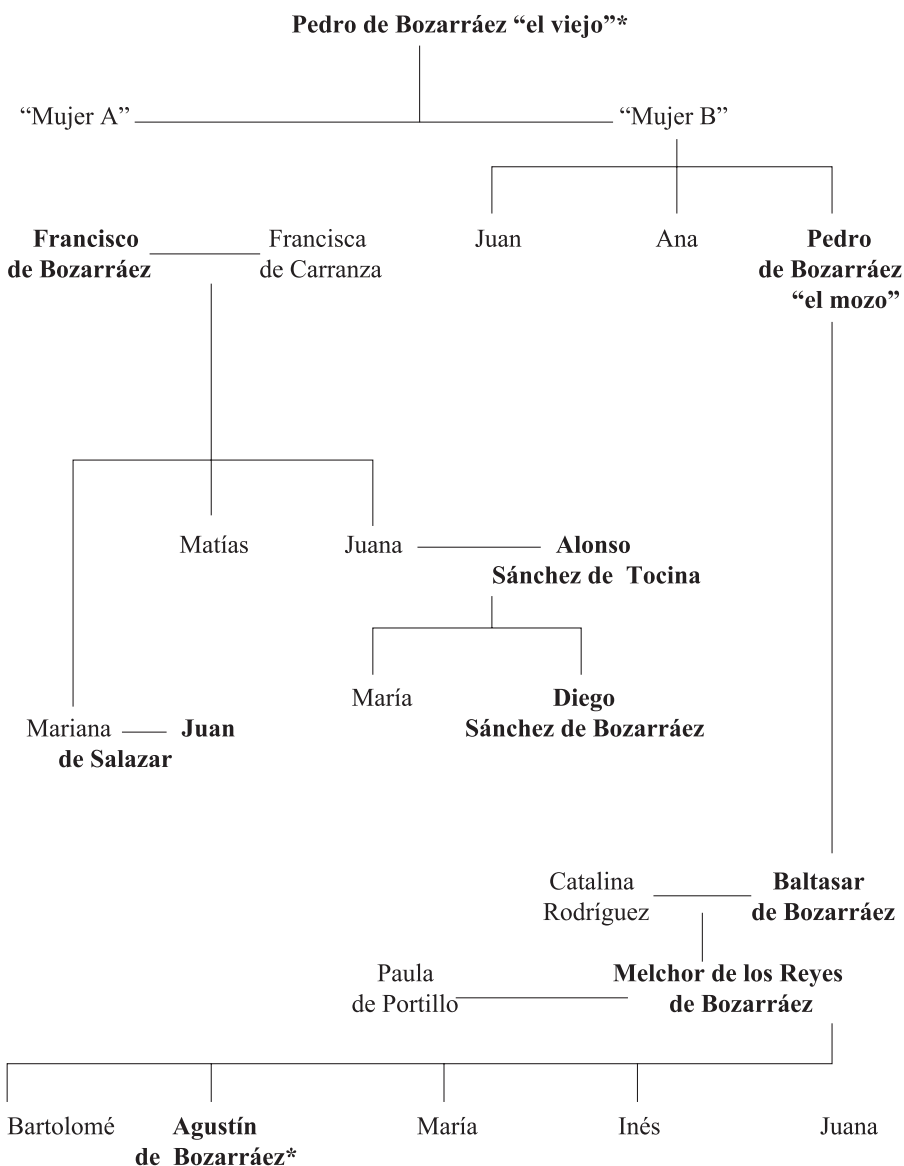 Pedro de Bozarráez “el viejo”*
“Mujer A”
“Mujer B”
Francisco
de Bozarráez
Francisca
de Carranza
Juan
Ana
Pedro
de Bozarráez
“el mozo”
Matías
Juana
Alonso
Sánchez de Tocina
María
Diego
Sánchez de Bozarráez
Mariana
Juan
de Salazar
Catalina
Rodríguez
Baltasar
de Bozarráez
Paula
de Portillo
Melchor de los Reyes
de Bozarráez
Bartolomé
Agustín
de Bozarráez*
María
Inés
Juana